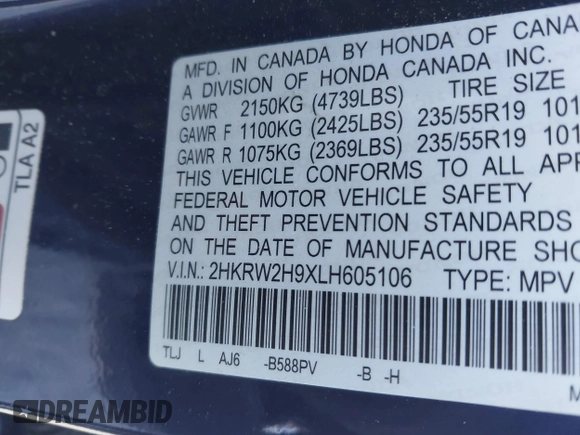 MFD. IN CANADA BY HONDA OF CANA
A DIVISION OF HONDA CANADA INC.
GVWR 2150KG (4739LBS) TIRE SIZE
GAWR F 1100KG (2425LBS) 235/55R19 101
GAWR R 1075KG (2369LBS) 235/55R19 101
THIS VEHICLE CONFORMS TO ALL APP
FEDERAL MOTOR VEHICLE SAFETY
AND THEFT PREVENTION STANDARDS
ON THE DATE OF MANUFACTURE SHO
V.I.N.: 2HKRW2H9XLH605106 TYPE: MPV
TLJ L AJ6 -B588PV -B -H
M
TLA A2
DREAMBID